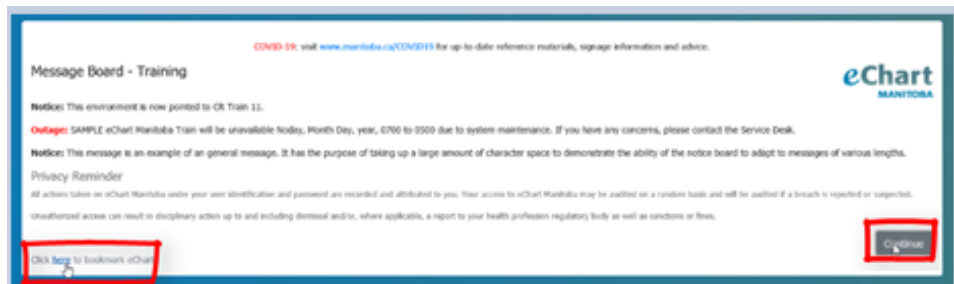 COVID-19: visit www.manitoba.ca/COVID19 for up-to-date reference materials, signage information and advice.
Message Board - Training
eChart
MANITOBA
Notice: This environment is now pointed to CR Train 11.
Outage: SAMPLE eChart Manitoba Train will be unavailable Noday, Month Day, year, 0700 to 0500 due to system maintenance. If you have any concerns, please contact the Service Desk.
Notice: This message is an example of an general message. It has the purpose of taking up a large amount of character space to demonstrate the ability of the notice board to adapt to messages of various lengths.
Privacy Reminder
All actions taken on eChart Manitoba under your user identification and password are recorded and attributed to you. Your access to eChart Manitoba may be audited on a random basis and will be audited if a breach is reported or suspected.
Unauthorized access can result in disciplinary action up to and including dismissal and/or, where applicable, a report to your health profession regulatory body as well as sanctions or fines.
Continue
Click here to bookmark eChart